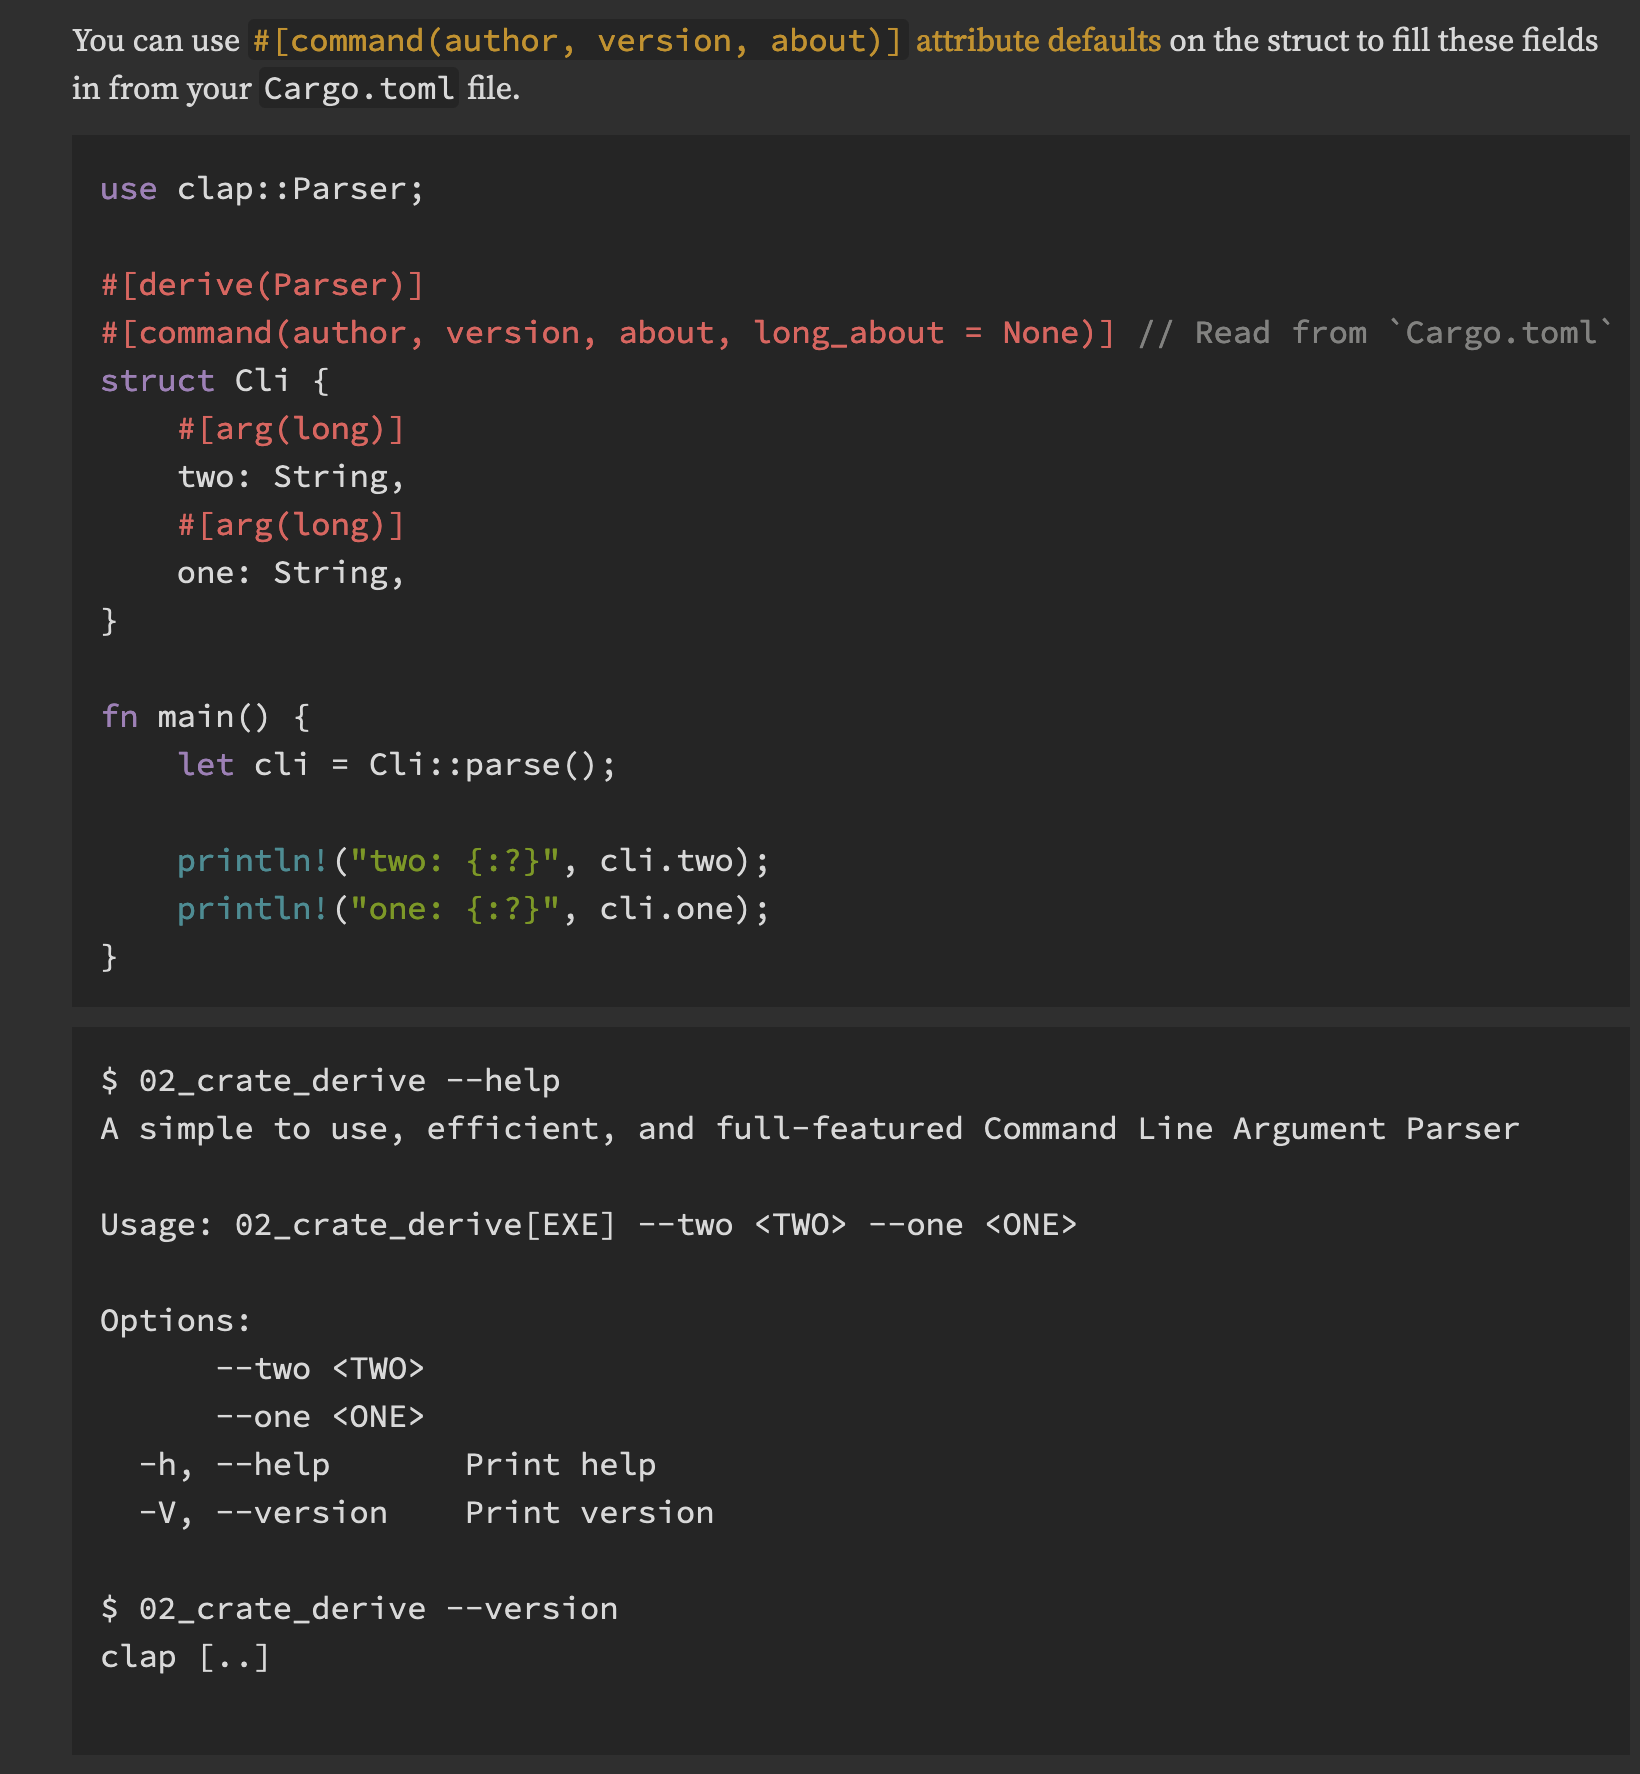 You can use #[command(author, version, about)] attribute defaults on the struct to fill these fields
in from your Cargo.toml file.
use clap::Parser;
#[derive(Parser)]
#[command(author, version, about, long_about = None)] // Read from `Cargo.toml`
struct Cli {
    #[arg(long)]
    two: String,
    #[arg(long)]
    one: String,
}
fn main() {
    let cli = Cli::parse();
    println!("two: {:?}", cli.two);
    println!("one: {:?}", cli.one);
}
$ 02_crate_derive --help
A simple to use, efficient, and full-featured Command Line Argument Parser
Usage: 02_crate_derive[EXE] --two <TWO> --one <ONE>
Options:
      --two <TWO>
      --one <ONE>
  -h, --help       Print help
  -V, --version    Print version
$ 02_crate_derive --version
clap [..]